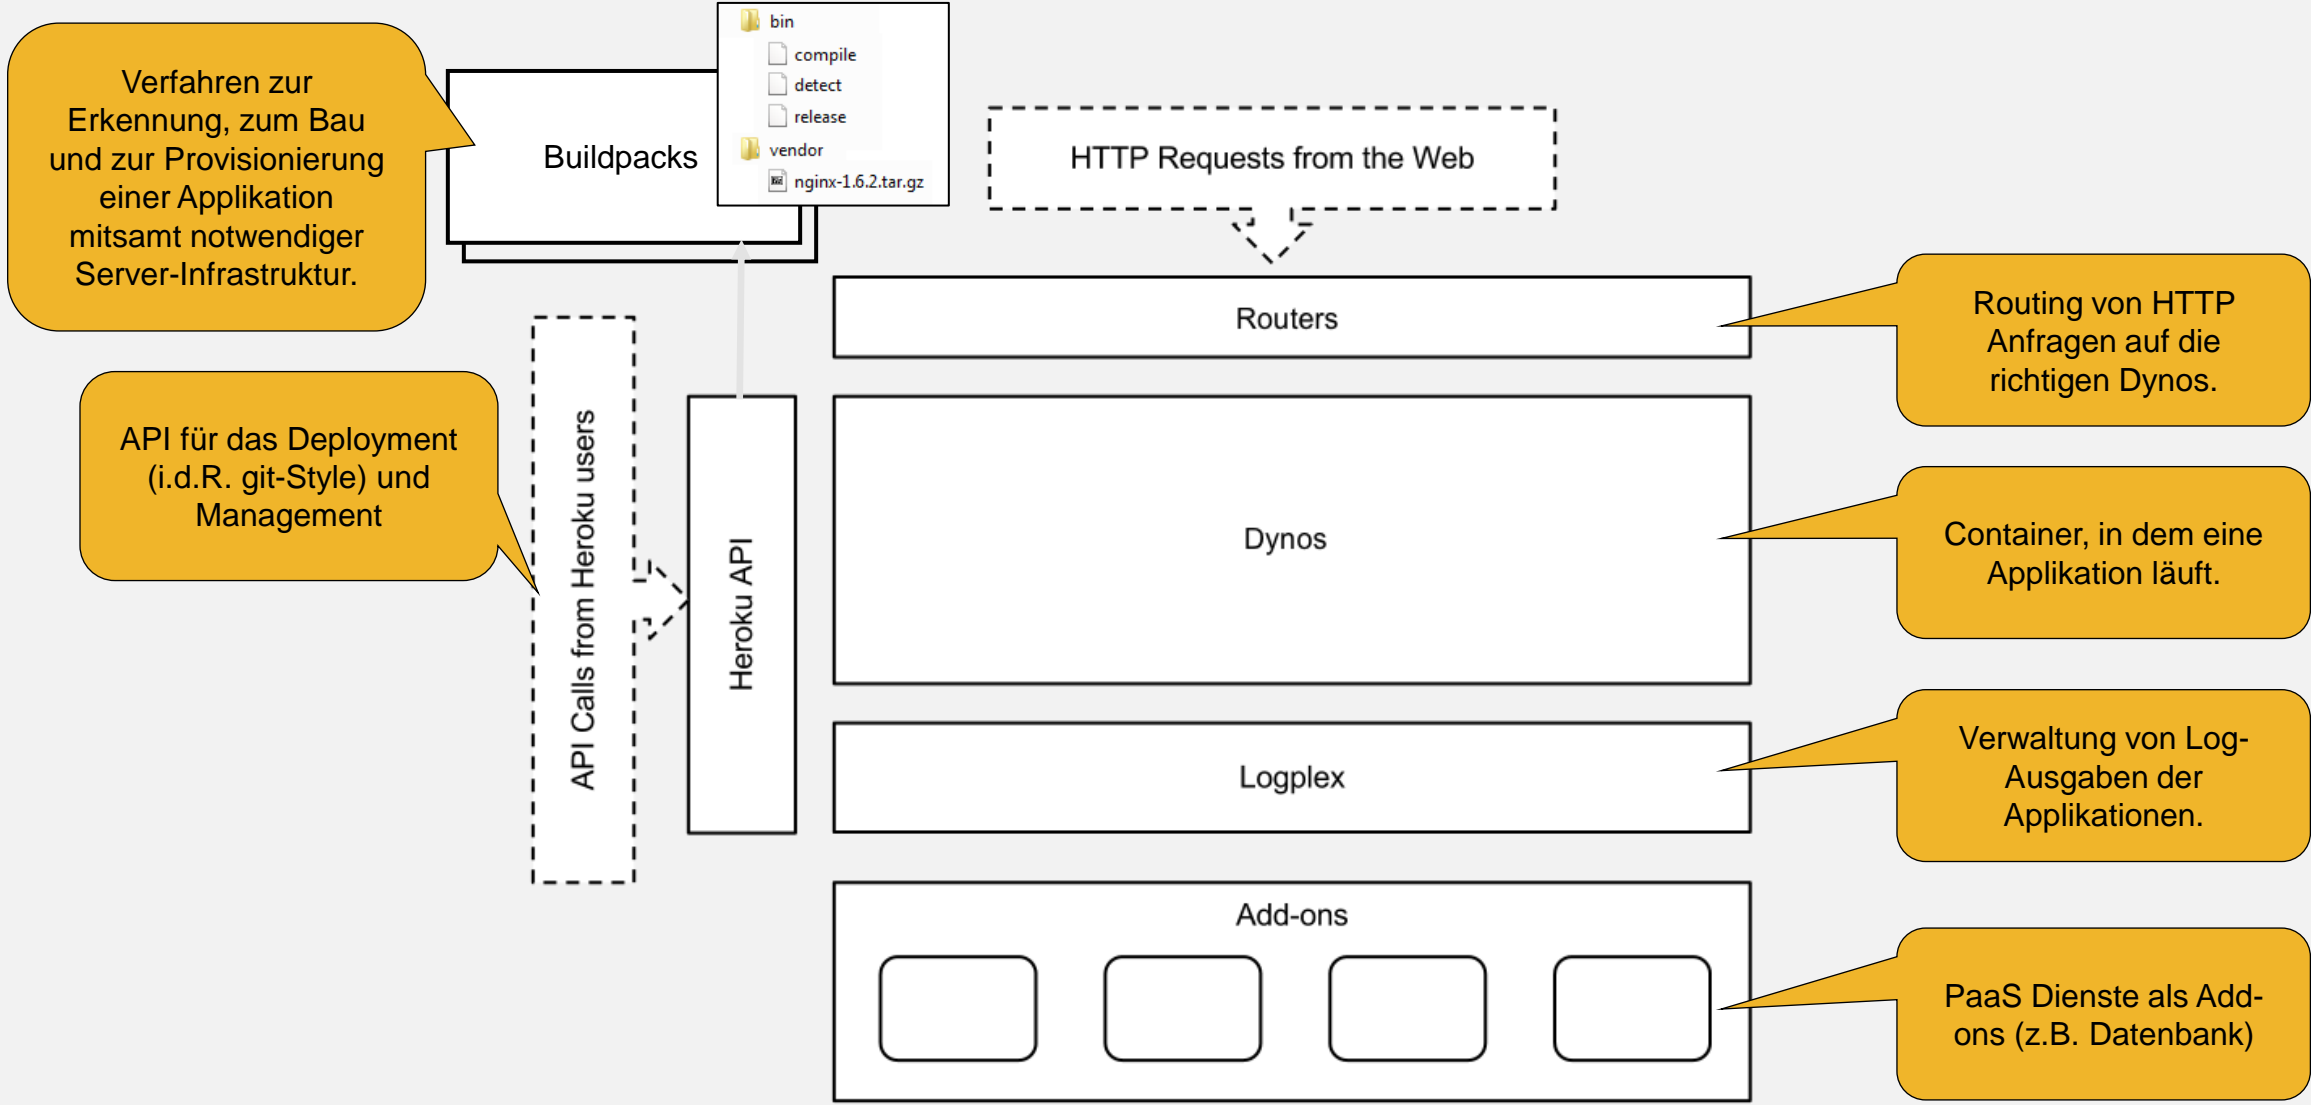 Verfahren zur
Erkennung, zum Bau
und zur Provisionierung
einer Applikation
mitsamt notwendiger
Server-Infrastruktur.
Buildpacks
bin
compile
detect
release
vendor
nginx-1.6.2.tar.gz
HTTP Requests from the Web
Routers
Routing von HTTP
Anfragen auf die
richtigen Dynos.
API für das Deployment
(i.d.R. git-Style) und
Management
API Calls from Heroku users
Heroku API
Dynos
Container, in dem eine
Applikation läuft.
Logplex
Verwaltung von Log-
Ausgaben der
Applikationen.
Add-ons
PaaS Dienste als Add-
ons (z.B. Datenbank)